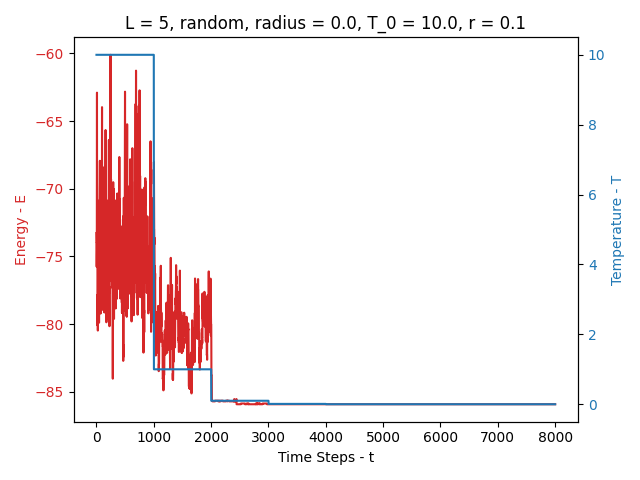 L = 5, random, radius = 0.0, T_0 = 10.0, r = 0.1
Energy - E
−60
−65
−70
−75
−80
−85
10
8
6
4
2
0
Temperature - T
0 1000 2000 3000 4000 5000 6000 7000 8000
Time Steps - t